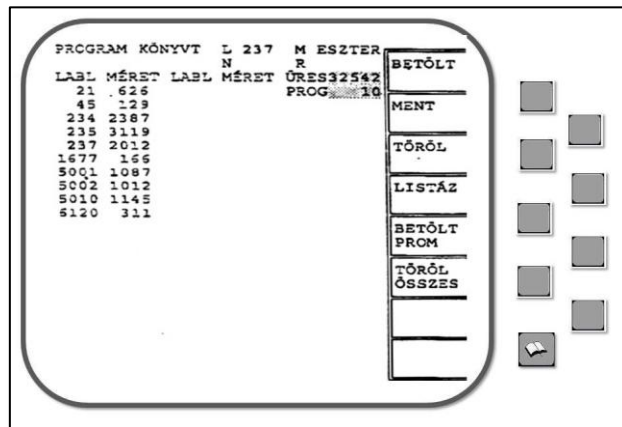 PROGRAM KÖNYVT L 237 M ESZTER
N R
LABL MÉRET LABL MÉRET ÜRES32542
PROG 10
21 626
45 129
234 2387
235 3119
237 2012
1677 166
5001 1087
5002 1012
5010 1145
6120 311
BETÖLT
MENT
TÖRÖL
LISTÁZ
BETÖLT
PROM
TÖRÖL
ÖSSZES